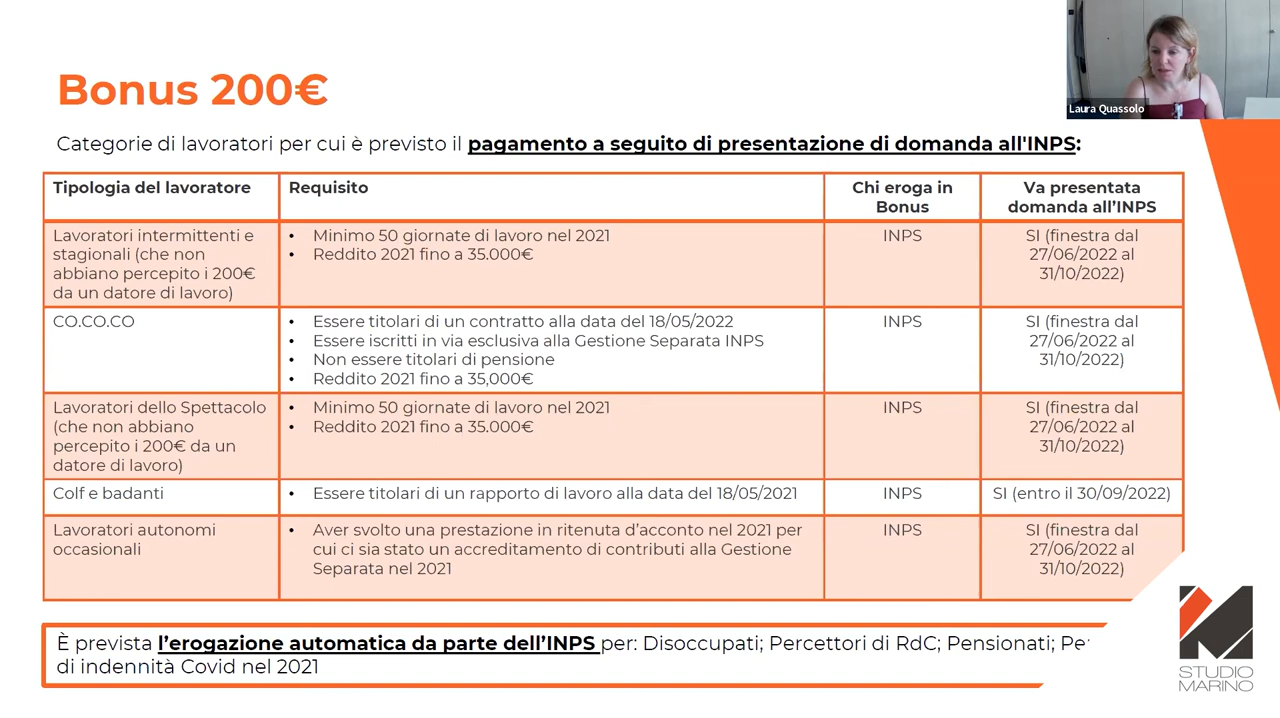 Laura Quassolo
Bonus 200€
Categorie di lavoratori per cui è previsto il pagamento a seguito di presentazione di domanda all'INPS:
Tipologia del lavoratore
Requisito
Chi eroga in
Bonus
Va presentata
domanda all'INPS
Lavoratori intermittenti e
stagionali (che non
abbiano percepito i 200€
da un datore di lavoro)
• Minimo 50 giornate di lavoro nel 2021
• Reddito 2021 fino a 35.000€
INPS
SI (finestra dal
27/06/2022 al
31/10/2022)
CO.CO.CO
• Essere titolari di un contratto alla data del 18/05/2022
• Essere iscritti in via esclusiva alla Gestione Separata INPS
• Non essere titolari di pensione
• Reddito 2021 fino a 35,000€
INPS
SI (finestra dal
27/06/2022 al
31/10/2022)
Lavoratori dello Spettacolo
(che non abbiano
percepito i 200€ da un
datore di lavoro)
• Minimo 50 giornate di lavoro nel 2021
• Reddito 2021 fino a 35.000€
INPS
SI (finestra dal
27/06/2022 al
31/10/2022)
Colf e badanti
• Essere titolari di un rapporto di lavoro alla data del 18/05/2021
INPS
SI (entro il 30/09/2022)
Lavoratori autonomi
occasionali
• Aver svolto una prestazione in ritenuta d'acconto nel 2021 per
cui ci sia stato un accreditamento di contributi alla Gestione
Separata nel 2021
INPS
SI (finestra dal
27/06/2022 al
31/10/2022)
È prevista l'erogazione automatica da parte dell'INPS per: Disoccupati; Percettori di RdC; Pensionati;
di indennità Covid nel 2021
STUDIO
MARINO